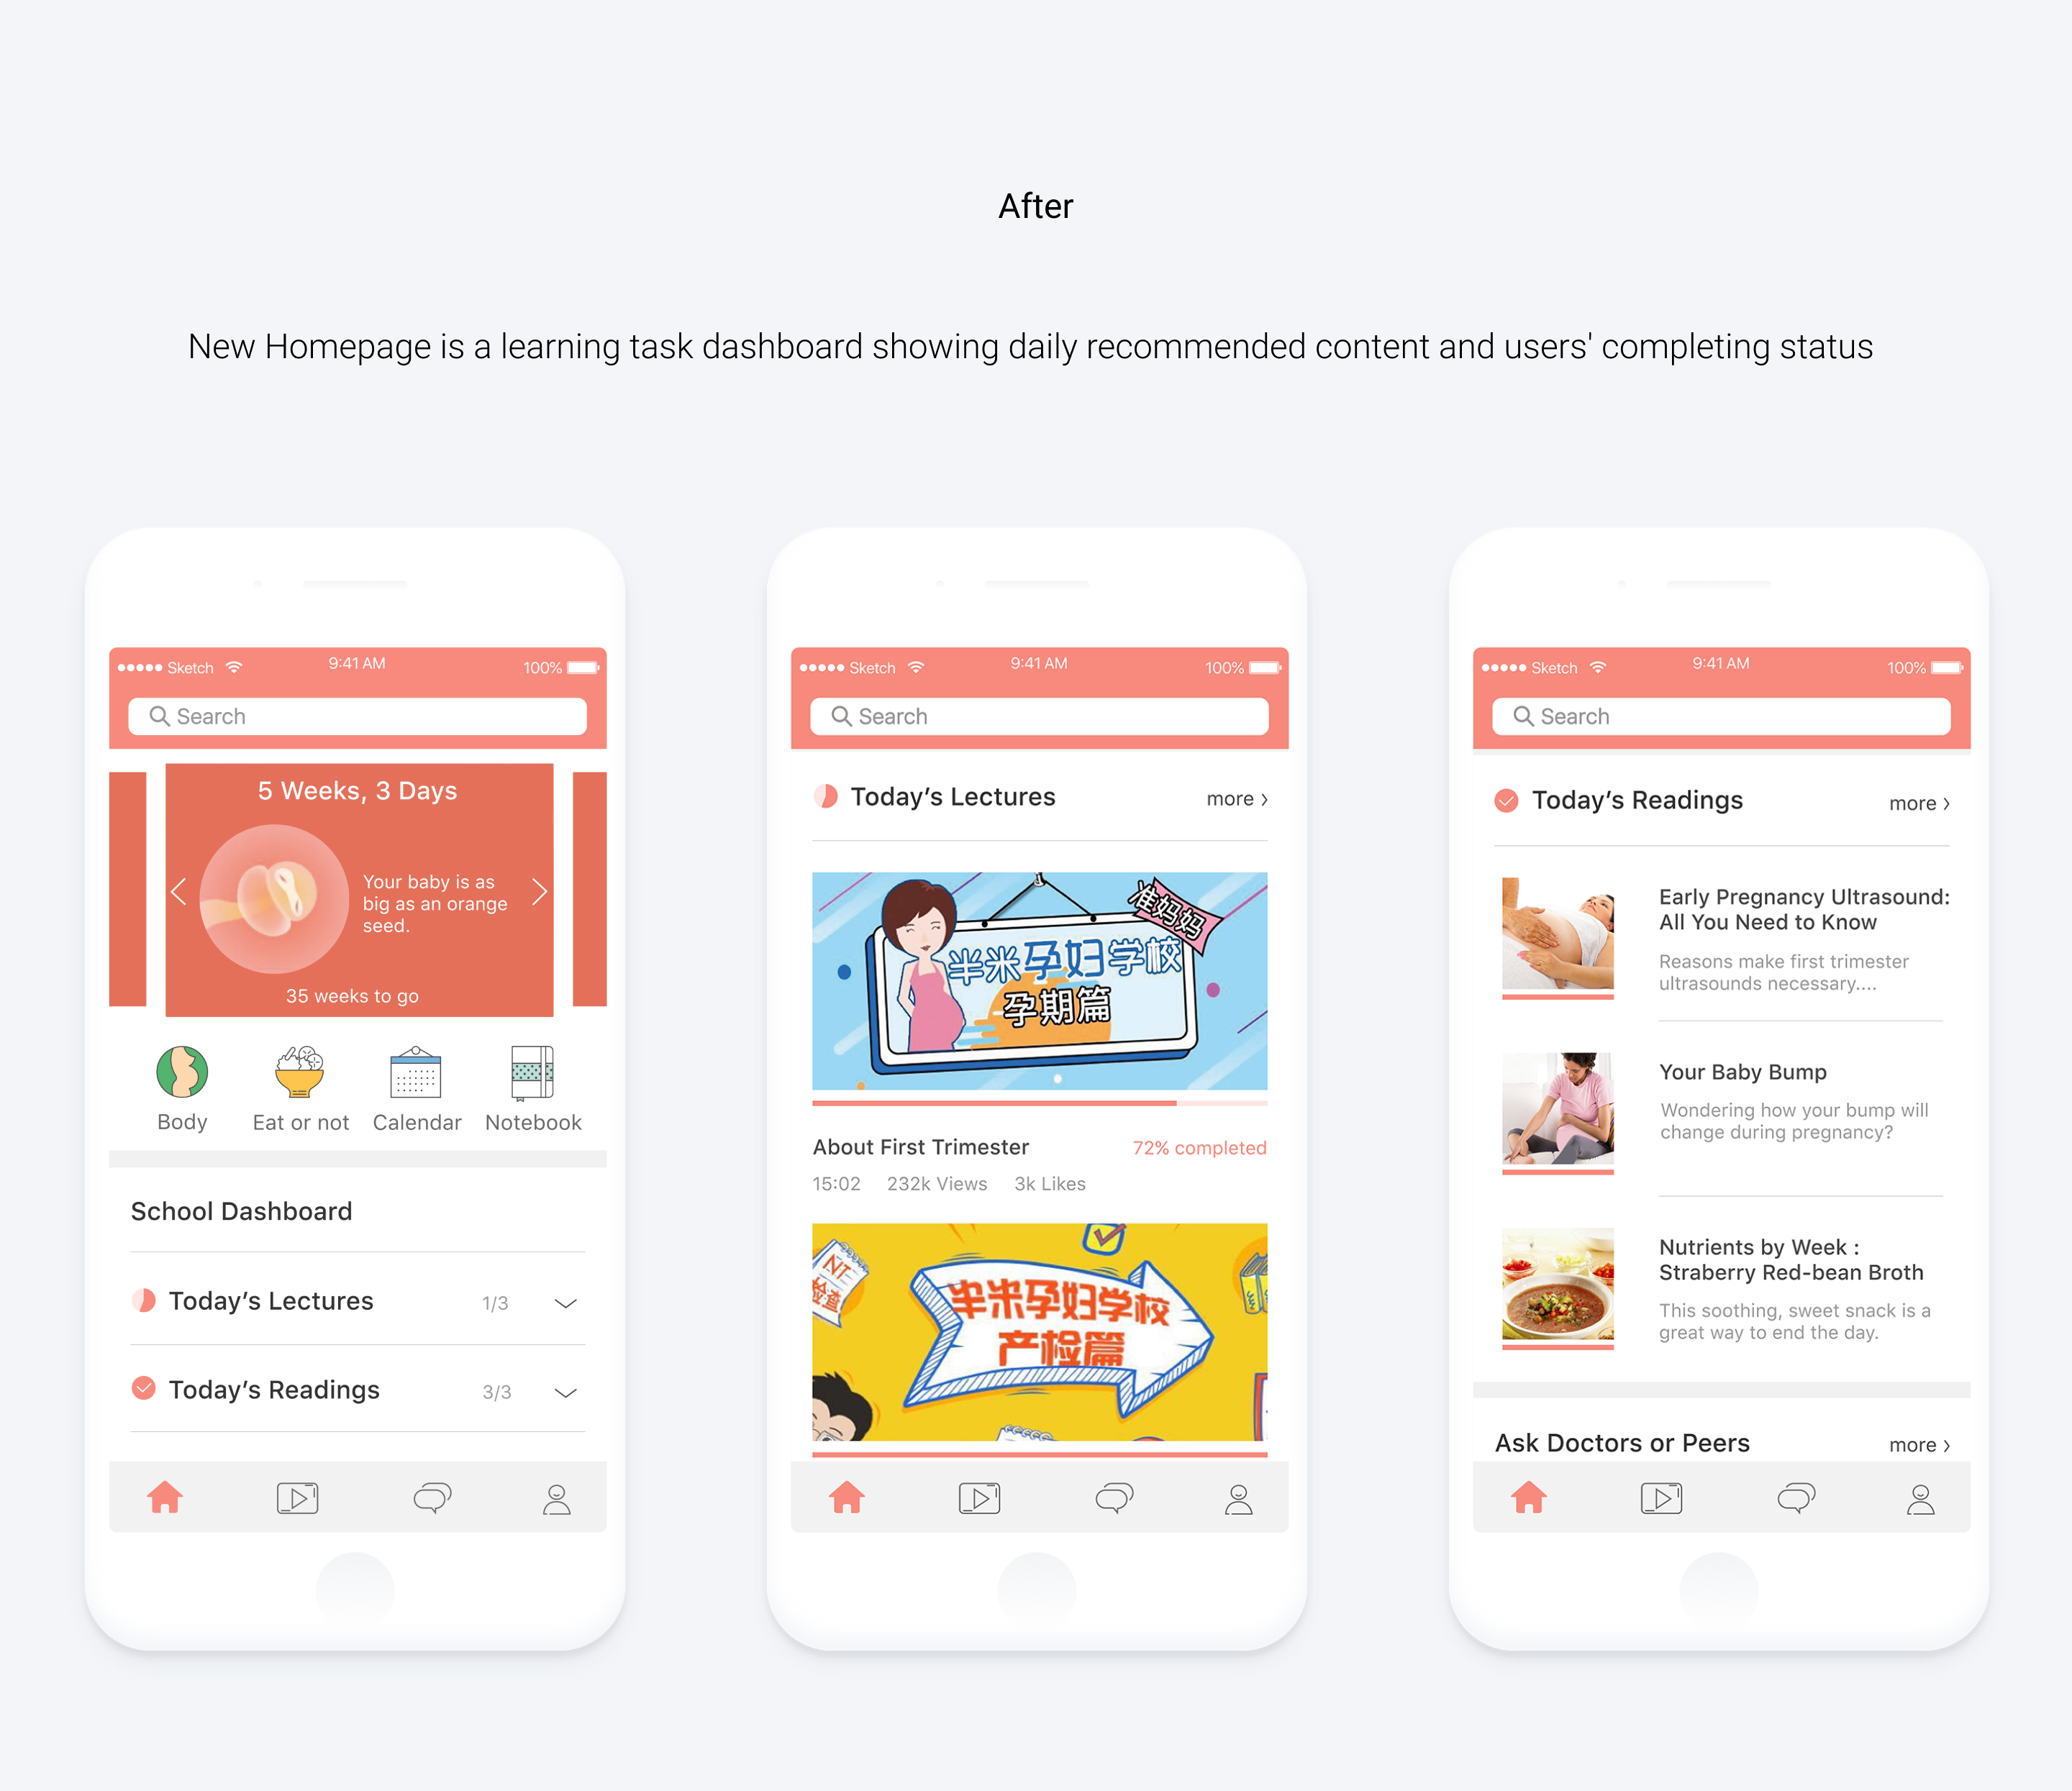 After
New Homepage is a learning task dashboard showing daily recommended content and users' completing status
Sketch 9:41 AM 100%
Search
5 Weeks, 3 Days
Your baby is as
big as an orange
seed.
35 weeks to go
Body Eat or not Calendar Notebook
School Dashboard
Today’s Lectures 1/3
Today’s Readings 3/3
Sketch 9:41 AM 100%
Search
Today’s Lectures more ›
准妈妈
半米孕妇学校
孕期篇
About First Trimester 72% completed
15:02 232k Views 3k Likes
NT
检查
半米孕妇学校
产检篇
Sketch 9:41 AM 100%
Search
Today’s Readings more ›
Early Pregnancy Ultrasound:
All You Need to Know
Reasons make first trimester
ultrasounds necessary....
Your Baby Bump
Wondering how your bump will
change during pregnancy?
Nutrients by Week :
Straberry Red-bean Broth
This soothing, sweet snack is a
great way to end the day.
Ask Doctors or Peers more ›